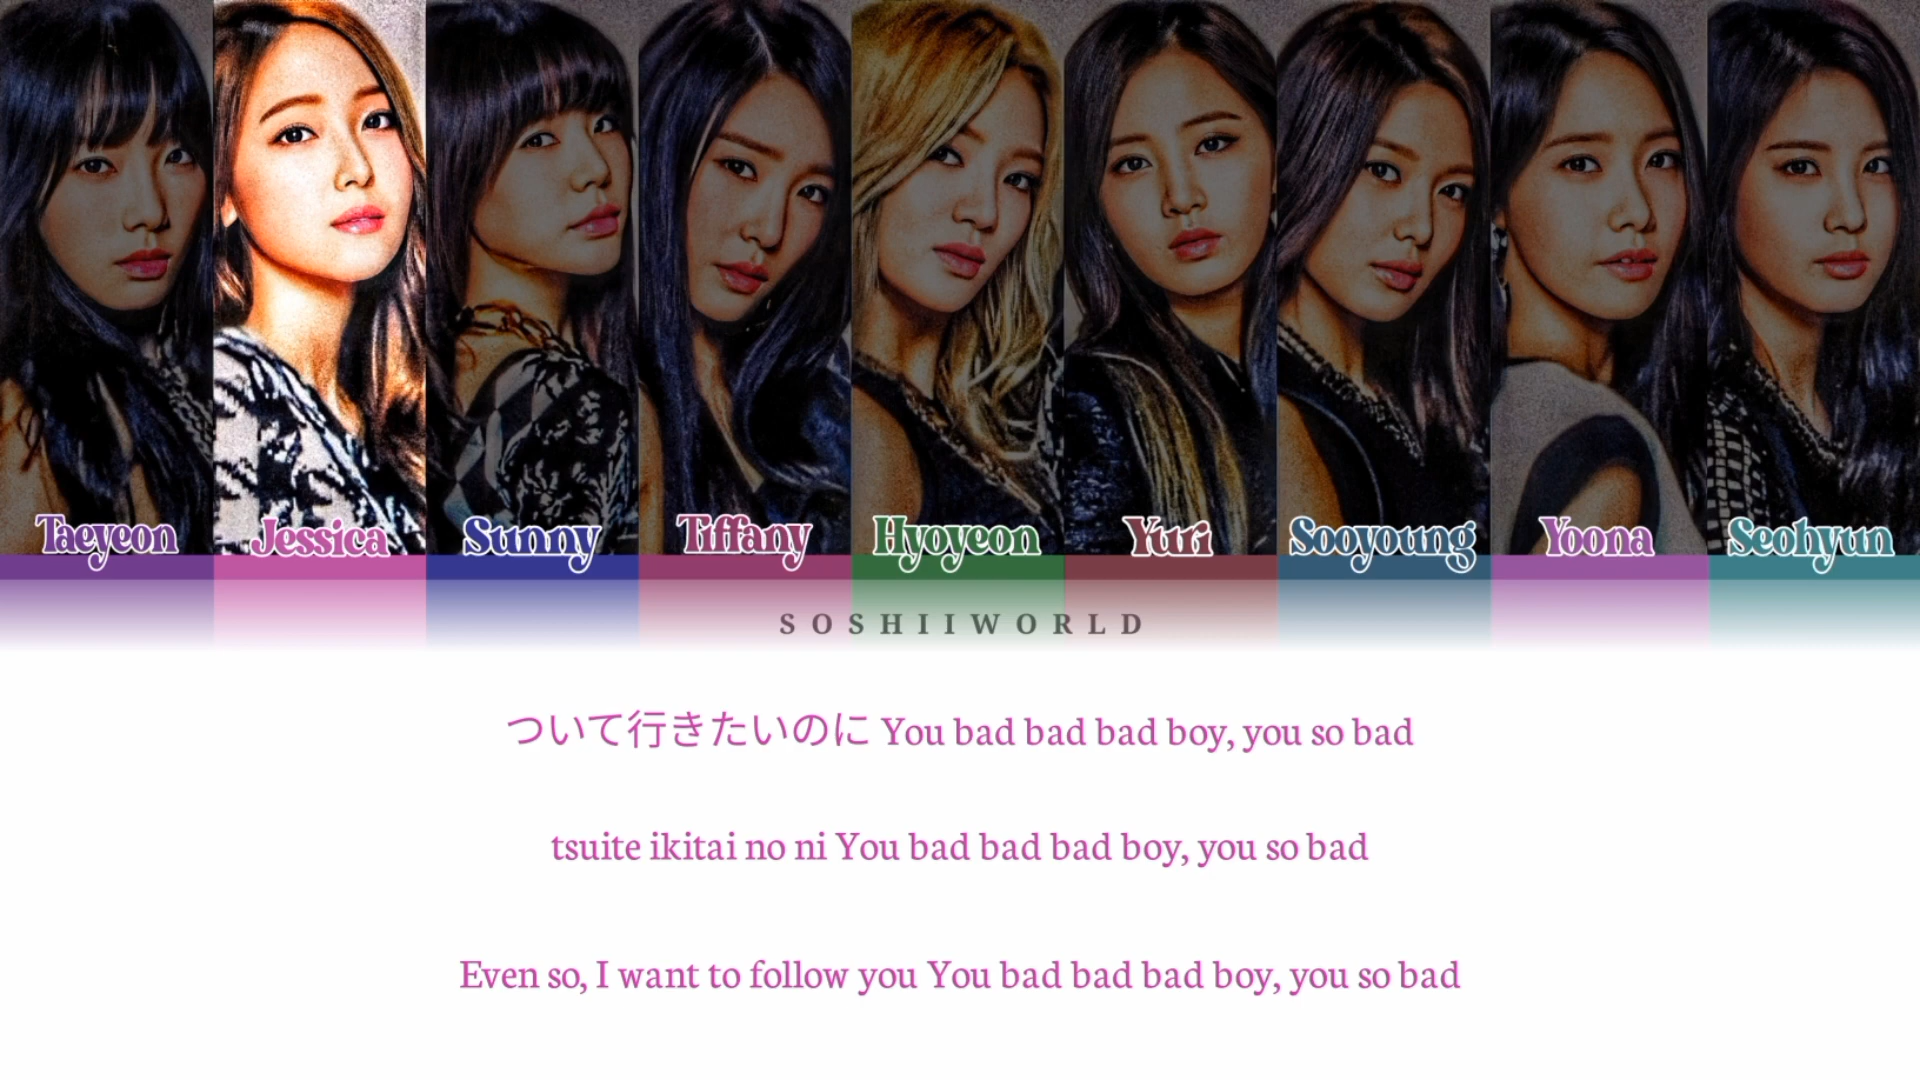 Taeyeon Jessica Sunny Tiffany Hyoyeon Yuri Sooyoung Yoona Seohyun
SOSHIIWORLD
ついて行きたいのに You bad bad bad boy, you so bad
tsuite ikitai no ni You bad bad bad boy, you so bad
Even so, I want to follow you You bad bad bad boy, you so bad